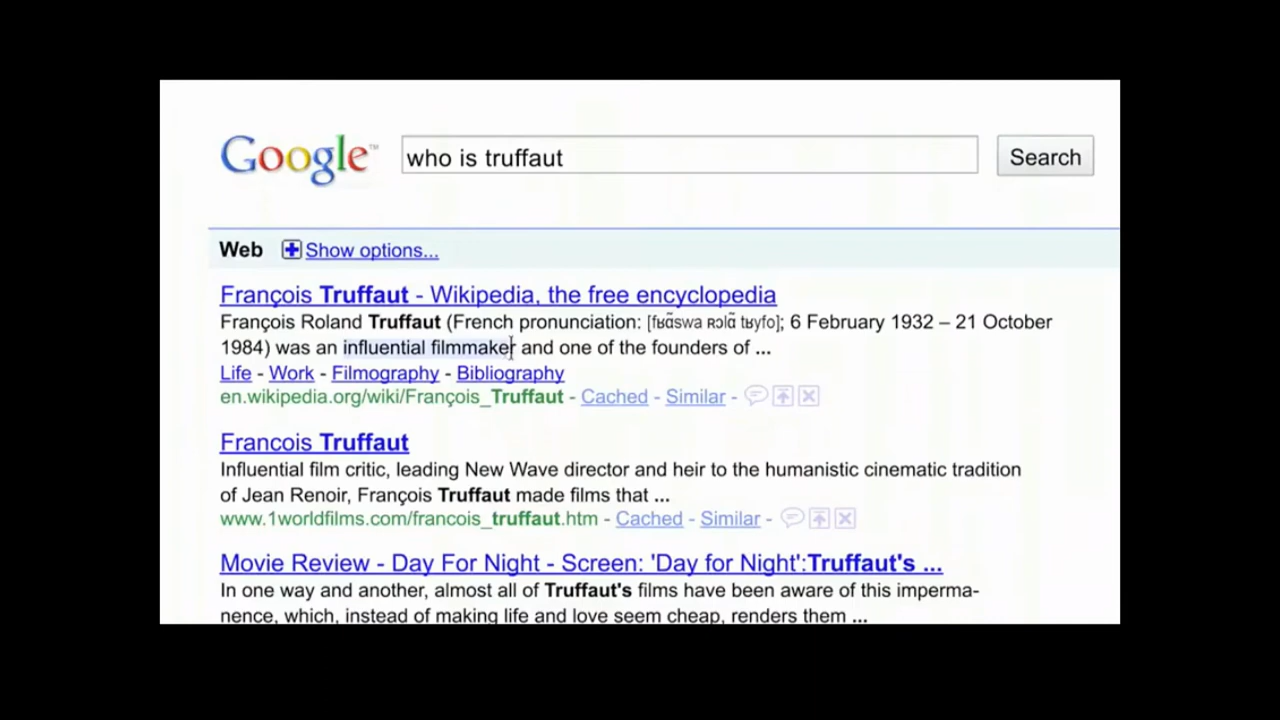 Google™ who is truffaut Search
Web Show options...
François Truffaut - Wikipedia, the free encyclopedia
François Roland Truffaut (French pronunciation: [fʁɑ̃swa ʀɔlɑ̃ tʁyfo]; 6 February 1932 – 21 October
1984) was an influential filmmaker and one of the founders of ...
Life - Work - Filmography - Bibliography
en.wikipedia.org/wiki/François_Truffaut - Cached - Similar -
Francois Truffaut
Influential film critic, leading New Wave director and heir to the humanistic cinematic tradition
of Jean Renoir, François Truffaut made films that ...
www.1worldfilms.com/francois_truffaut.htm - Cached - Similar -
Movie Review - Day For Night - Screen: 'Day for Night':Truffaut's ...
In one way and another, almost all of Truffaut's films have been aware of this imperma-
nence, which, instead of making life and love seem cheap, renders them ...